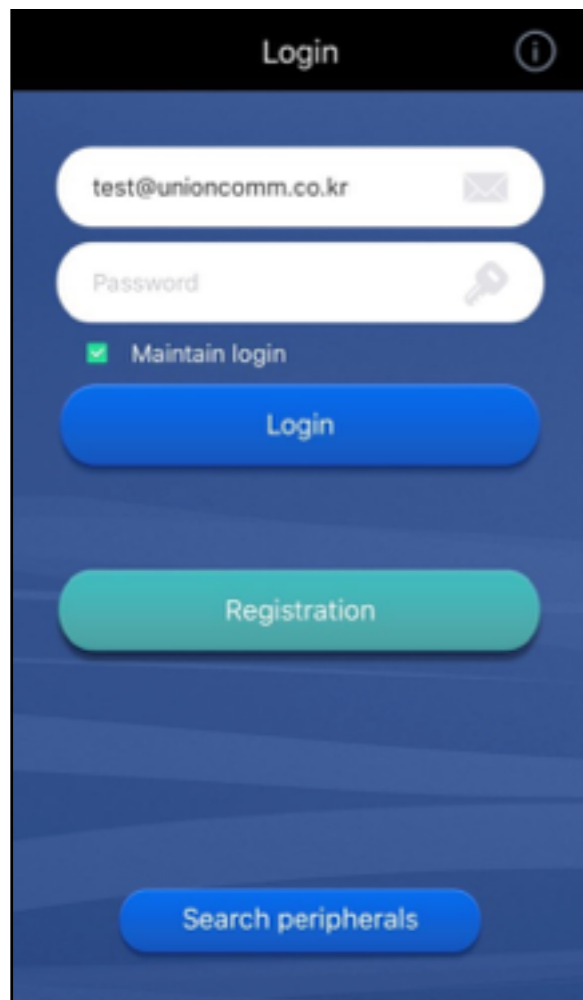 Login
test@unioncomm.co.kr
Password
Maintain login
Login
Registration
Search peripherals